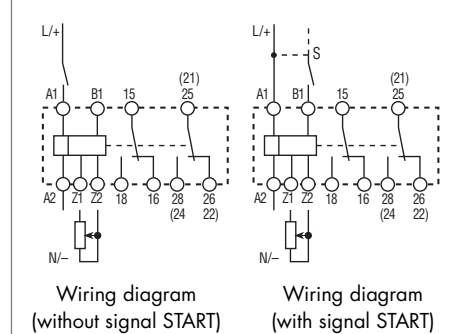 L/+
L/+
S
(21)
(21)
A1 B1 15 25
A1 B1 15 25
A2 Z1 Z2 18 16 28 26
A2 Z1 Z2 18 16 28 26
(24 22)
(24) 22)
N/–
N/–
Wiring diagram
(without signal START)
Wiring diagram
(with signal START)